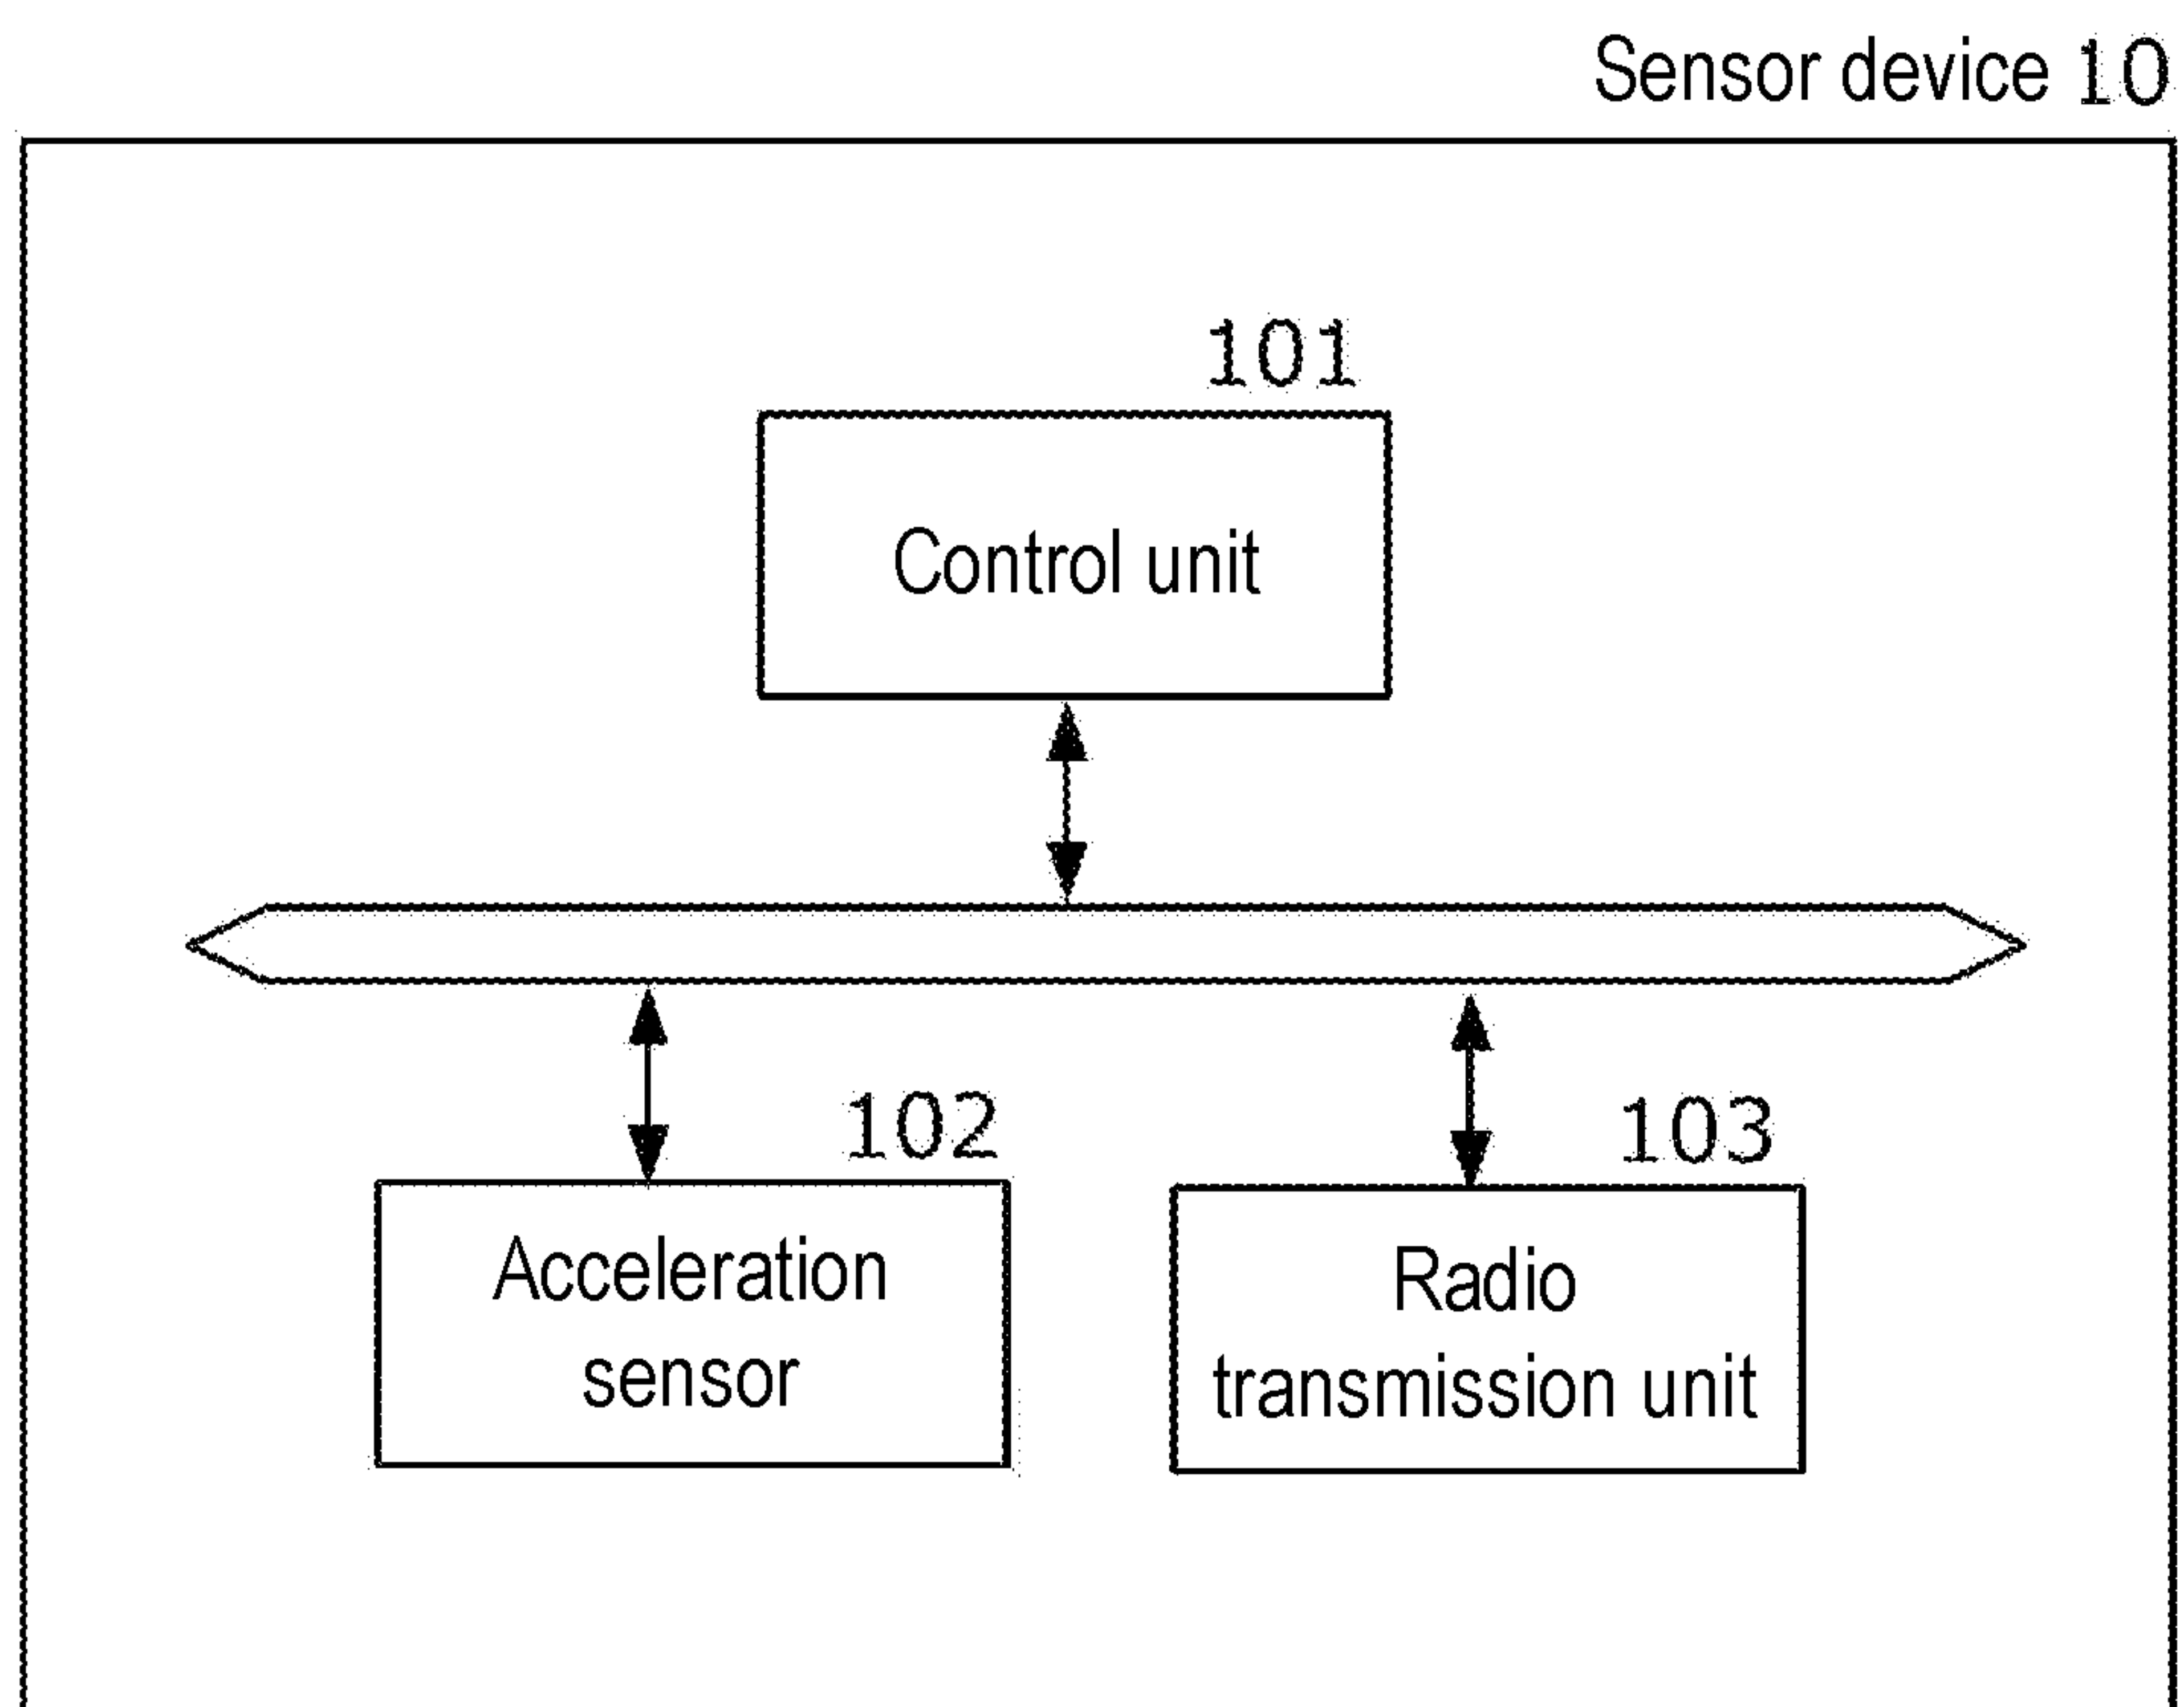 Sensor device 10
101
Control unit
102
103
Acceleration
sensor
Radio
transmission unit